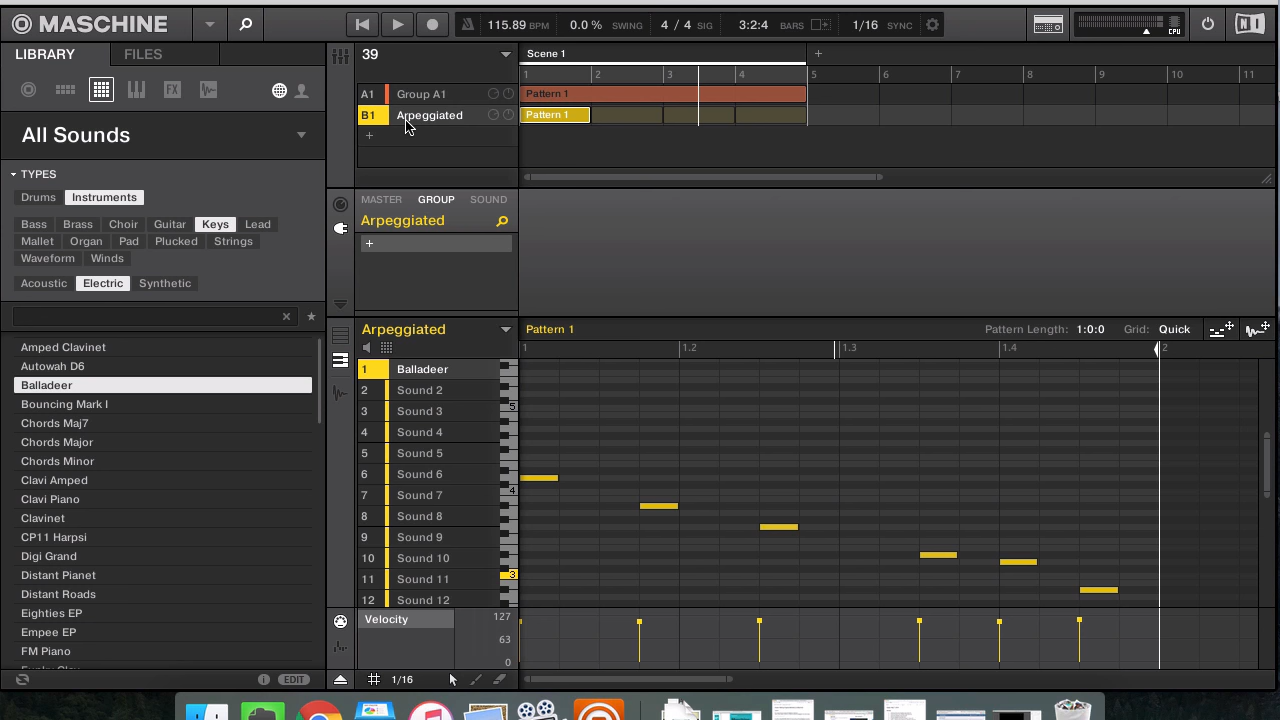 MASCHINE
115.89 BPM 0.0 % SWING 4 / 4 SIG 3:2:4 BARS 1/16 SYNC CPU
LIBRARY FILES
All Sounds
TYPES
Drums Instruments
Bass Brass Choir Guitar Keys Lead
Mallet Organ Pad Plucked Strings
Waveform Winds
Acoustic Electric Synthetic
Amped Clavinet
Autowah D6
Balladeer
Bouncing Mark I
Chords Maj7
Chords Major
Chords Minor
Clavi Amped
Clavi Piano
Clavinet
CP11 Harpsi
Digi Grand
Distant Pianet
Distant Roads
Eighties EP
Empee EP
FM Piano
EDIT
39
Scene 1
+
1 2 3 4 5 6 7 8 9 10 11
A1 Group A1 Pattern 1
B1 Arpeggiated Pattern 1
+
MASTER GROUP SOUND
Arpeggiated
+
Arpeggiated Pattern 1 Pattern Length: 1:0:0 Grid: Quick
1 1.2 1.3 1.4 2
1 Balladeer
2 Sound 2
3 Sound 3 5
4 Sound 4
5 Sound 5
6 Sound 6
7 Sound 7 4
8 Sound 8
9 Sound 9
10 Sound 10
11 Sound 11 3
12 Sound 12
Velocity 127
63
0
1/16